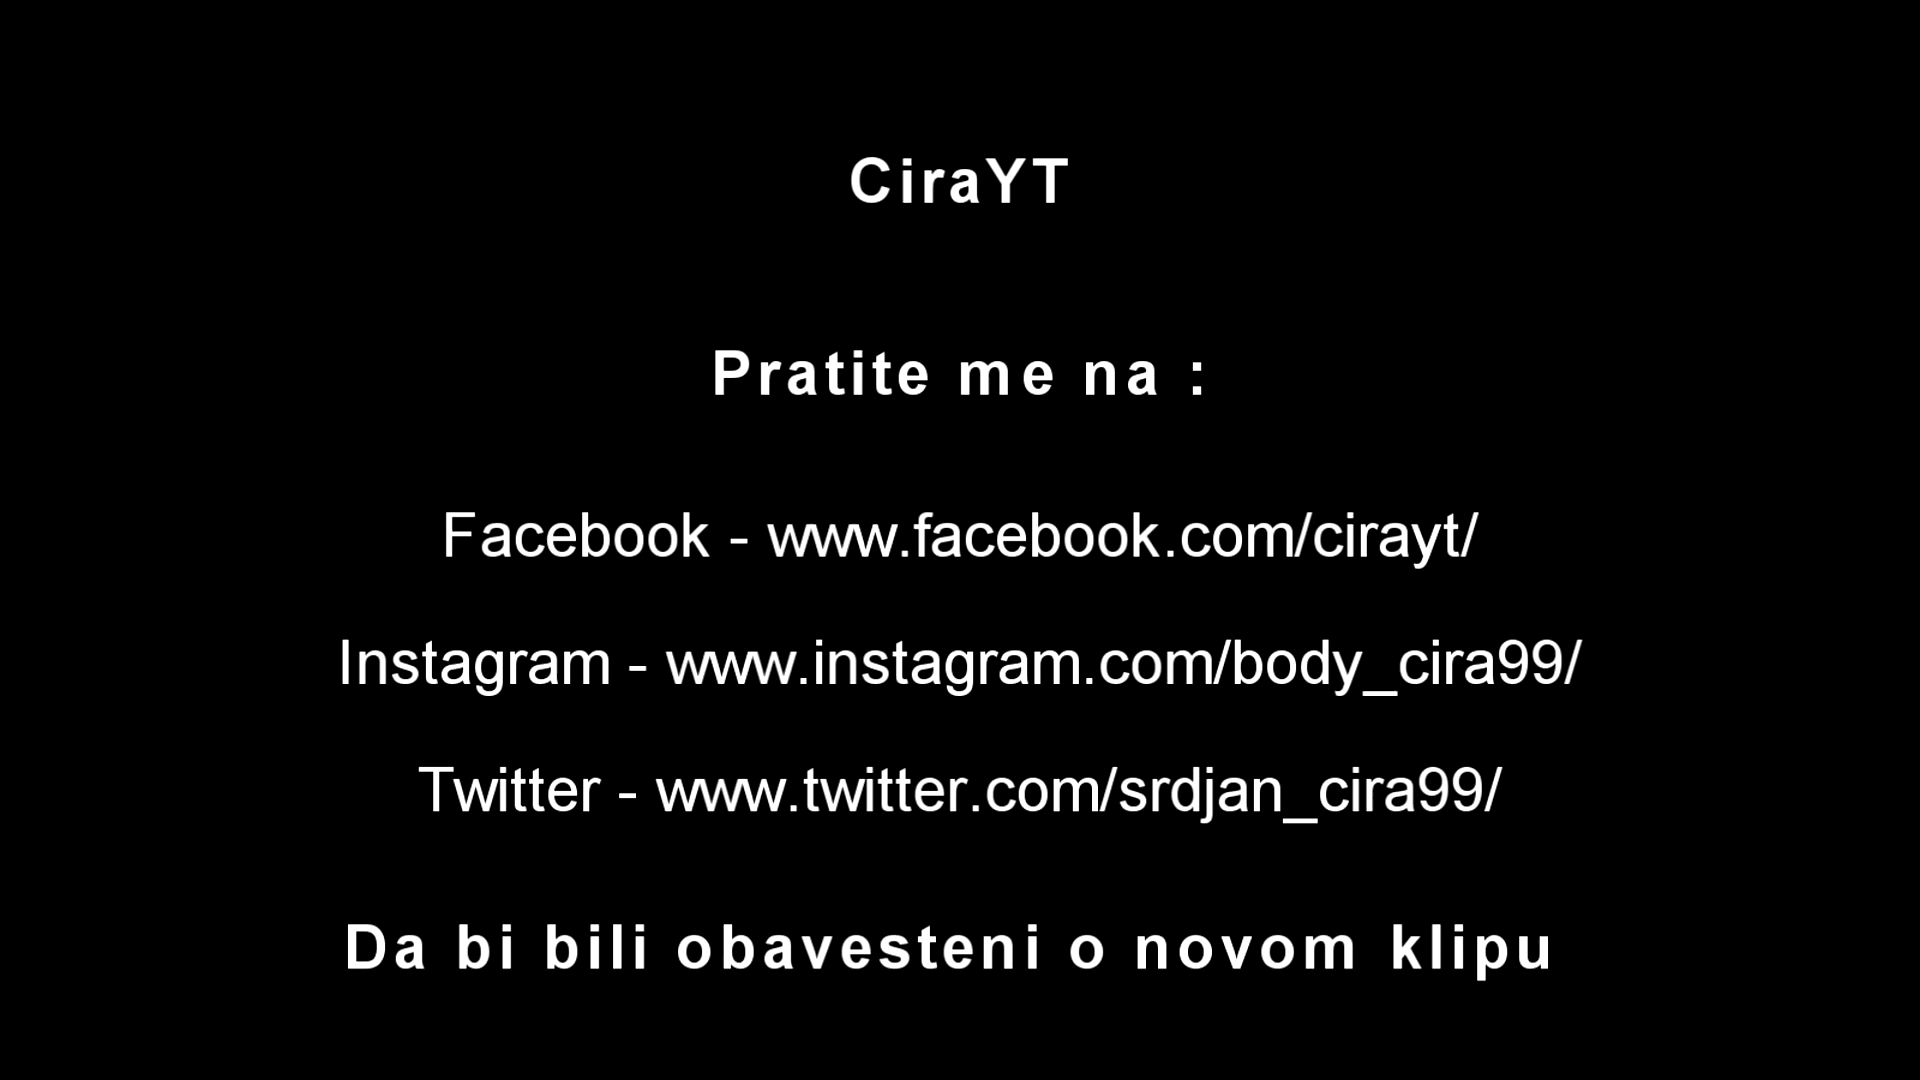 CiraYT
Pratite me na :
Facebook - www.facebook.com/cirayt/
Instagram - www.instagram.com/body_cira99/
Twitter - www.twitter.com/srdjan_cira99/
Da bi bili obavesteni o novom klipu